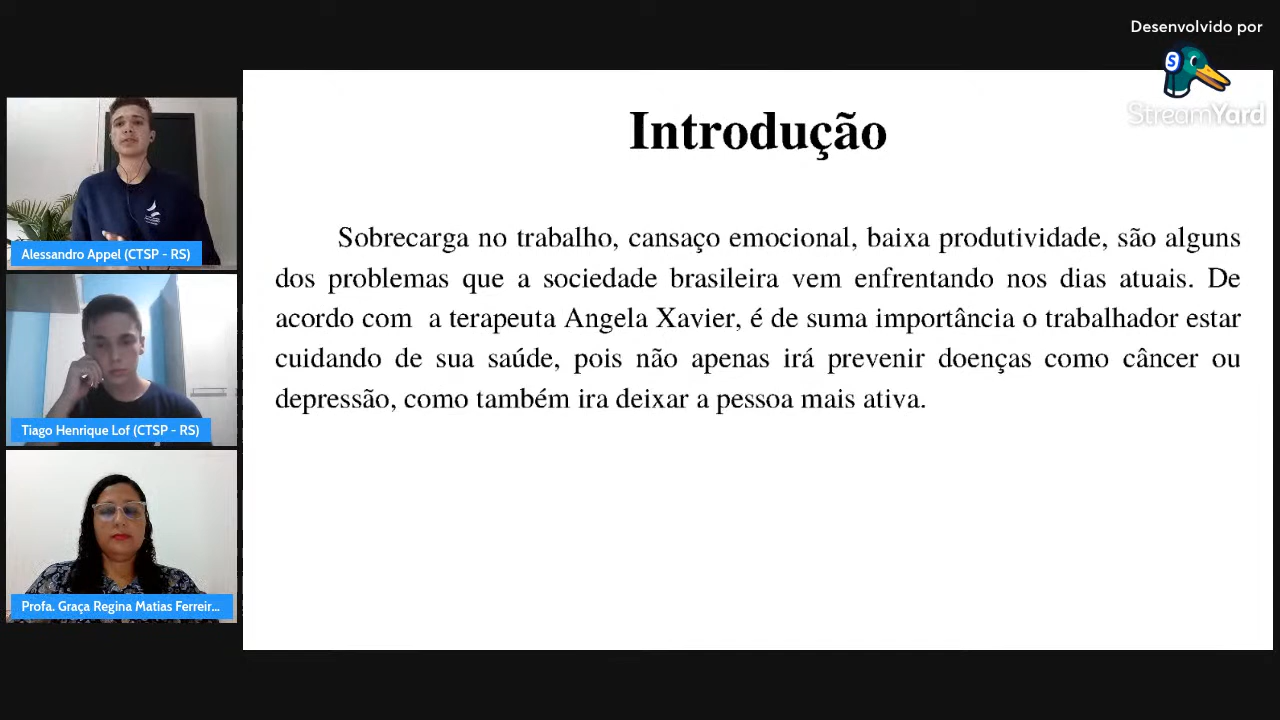 Desenvolvido por
StreamYard
Introdução
Sobrecarga no trabalho, cansaço emocional, baixa produtividade, são alguns
dos problemas que a sociedade brasileira vem enfrentando nos dias atuais. De
acordo com a terapeuta Angela Xavier, é de suma importância o trabalhador estar
cuidando de sua saúde, pois não apenas irá prevenir doenças como câncer ou
depressão, como também ira deixar a pessoa mais ativa.
Alessandro Appel (CTSP - RS)
Tiago Henrique Lof (CTSP - RS)
Profa. Graça Regina Matias Ferreir...